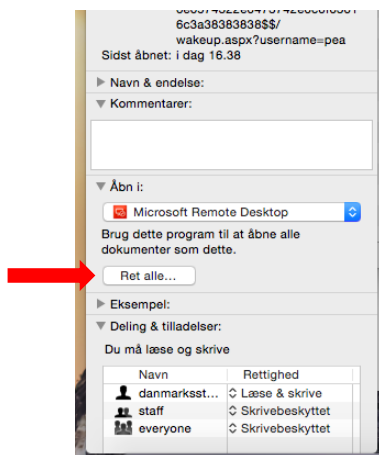 6c3a38383838$$/
wakeup.aspx?username=pea
Sidst åbnet: i dag 16.38
Navn & endelse:
Kommentarer:
Åbn i:
Microsoft Remote Desktop
Brug dette program til at åbne alle
dokumenter som dette.
Ret alle...
Eksempel:
Deling & tilladelser:
Du må læse og skrive
Navn Rettighed
danmarksst... Læse & skrive
staff Skrivebeskyttet
everyone Skrivebeskyttet